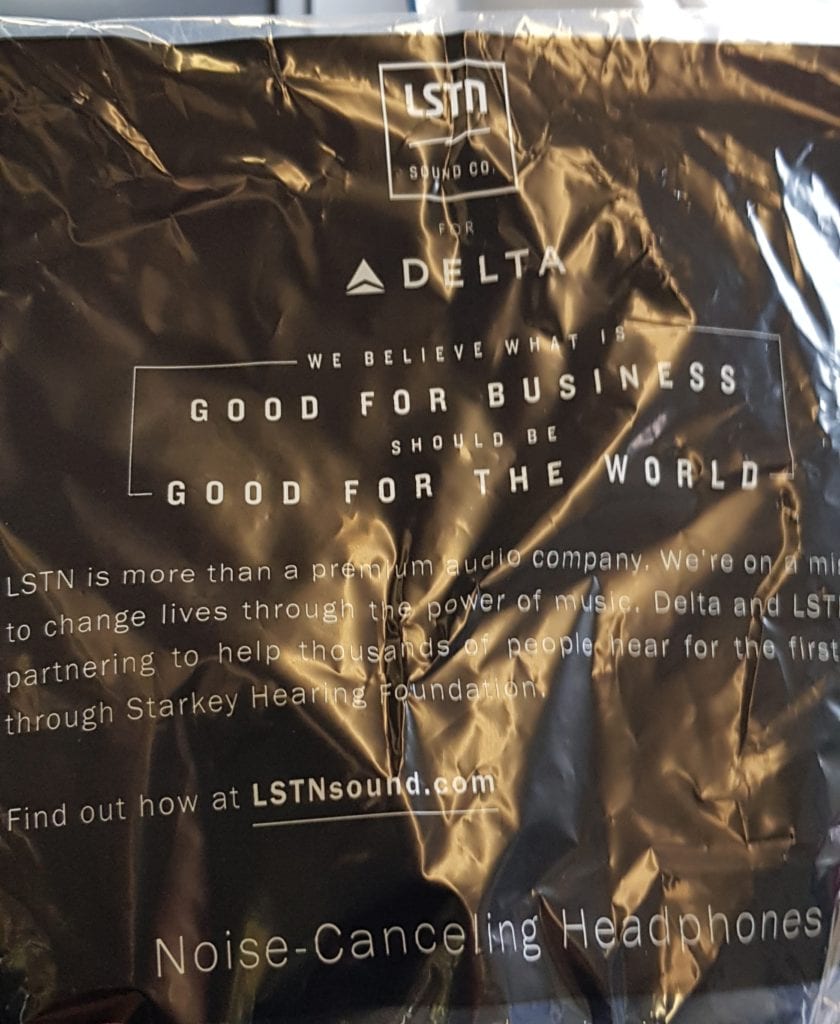 LSTN
SOUND CO.
FOR
DELTA
WE BELIEVE WHAT IS
GOOD FOR BUSINESS
SHOULD BE
GOOD FOR THE WORLD
LSTN is more than a premium audio company. We're on a
to change lives through the power of music. Delta and
partnering to help thousands of people hear for the first
through Starkey Hearing Foundation.
Find out how at LSTNsound.com
Noise-Canceling Headphones